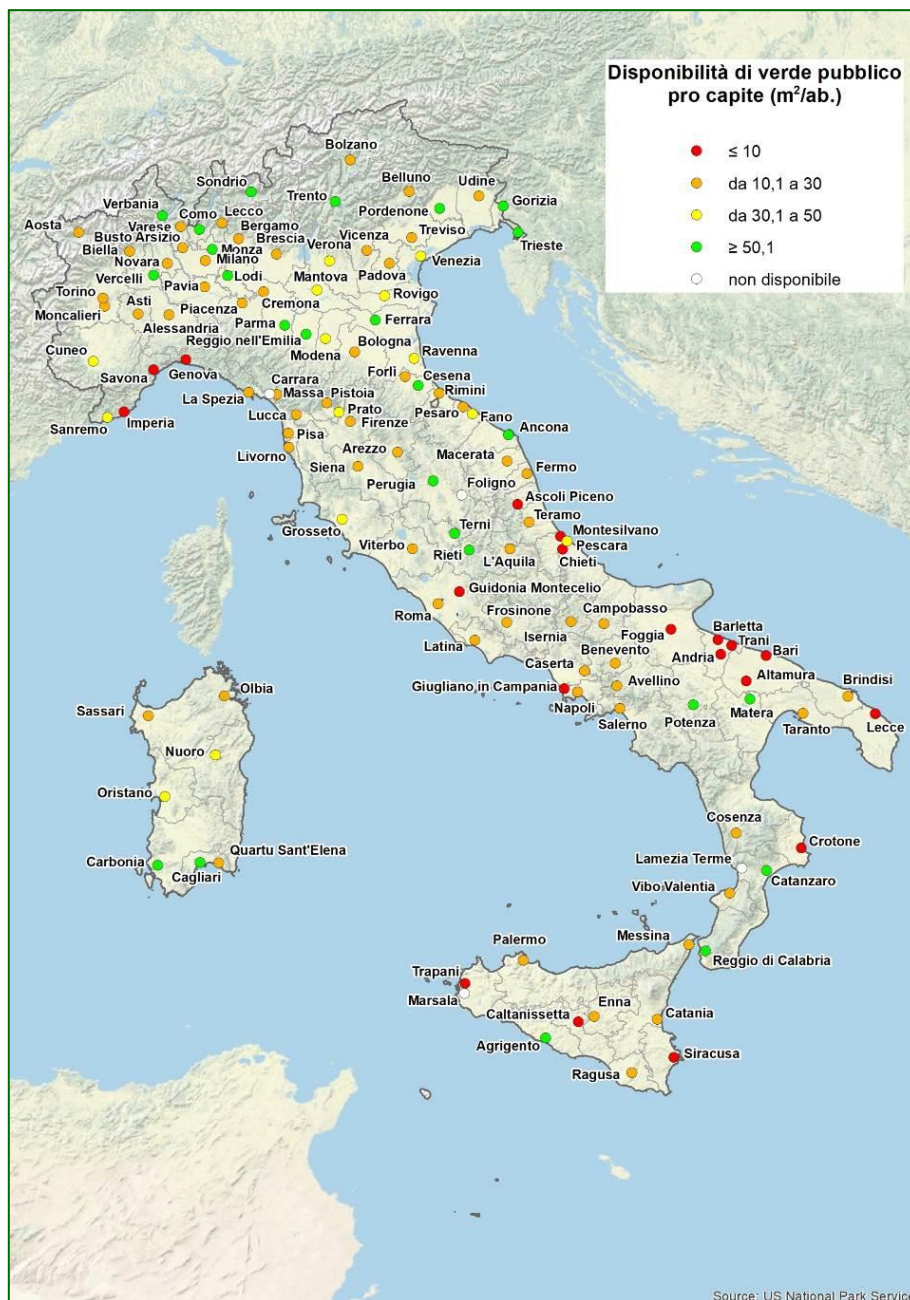 Disponibilità di verde pubblico
pro capite (m²/ab.)
≤ 10
da 10,1 a 30
da 30,1 a 50
≥ 50,1
non disponibile
Bolzano
Sondrio
Belluno
Udine
Trento
Verbania
Pordenone
Gorizia
Como
Lecco
Aosta
Varese
Bergamo
Treviso
Busto Arsizio
Brescia
Verona
Vicenza
Trieste
Biella
Monza
Novara
Milano
Mantova
Padova
Venezia
Vercelli
Lodi
Pavia
Torino
Asti
Cremona
Rovigo
Moncalieri
Piacenza
Alessandria
Parma
Ferrara
Reggio nell'Emilia
Bologna
Cuneo
Modena
Ravenna
Savona
Genova
Forlì
Cesena
Carrara
La Spezia
Massa
Pistoia
Rimini
Lucca
Prato
Pesaro
Fano
Sanremo
Imperia
Firenze
Pisa
Ancona
Livorno
Arezzo
Macerata
Siena
Fermo
Perugia
Foligno
Ascoli Piceno
Teramo
Grosseto
Terni
Montesilvano
Viterbo
Rieti
Pescara
L'Aquila
Chieti
Guidonia Montecelio
Roma
Frosinone
Campobasso
Isernia
Foggia
Barletta
Trani
Latina
Benevento
Andria
Bari
Caserta
Giugliano in Campania
Avellino
Altamura
Brindisi
Olbia
Napoli
Potenza
Matera
Sassari
Salerno
Taranto
Lecce
Nuoro
Oristano
Cosenza
Quartu Sant'Elena
Crotone
Carbonia
Lamezia Terme
Cagliari
Catanzaro
Vibo Valentia
Palermo
Messina
Reggio di Calabria
Trapani
Marsala
Enna
Caltanissetta
Catania
Agrigento
Siracusa
Ragusa
Source: US National Park Service